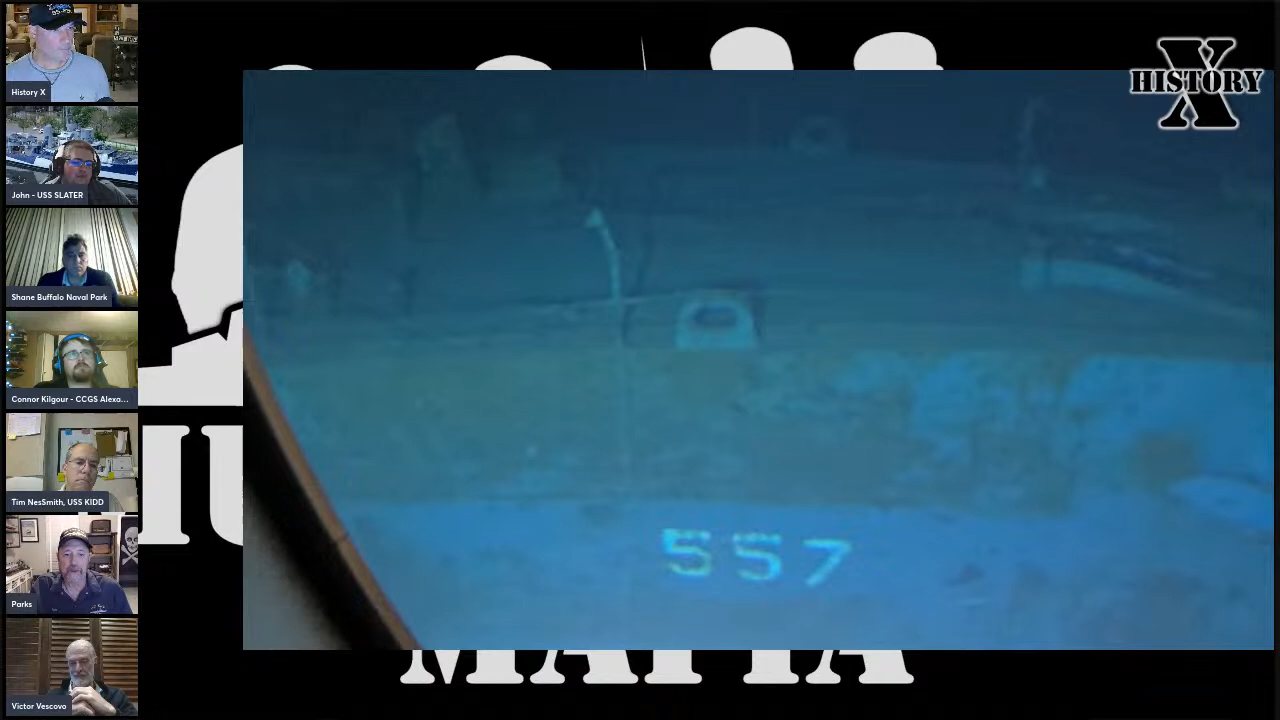 History X
John - USS SLATER
Shane Buffalo Naval Park
Connor Kilgour - CCGS Alexa...
Tim NesSmith, USS KIDD
Parks
Victor Vescovo
X
HISTORY
557
MAFIA